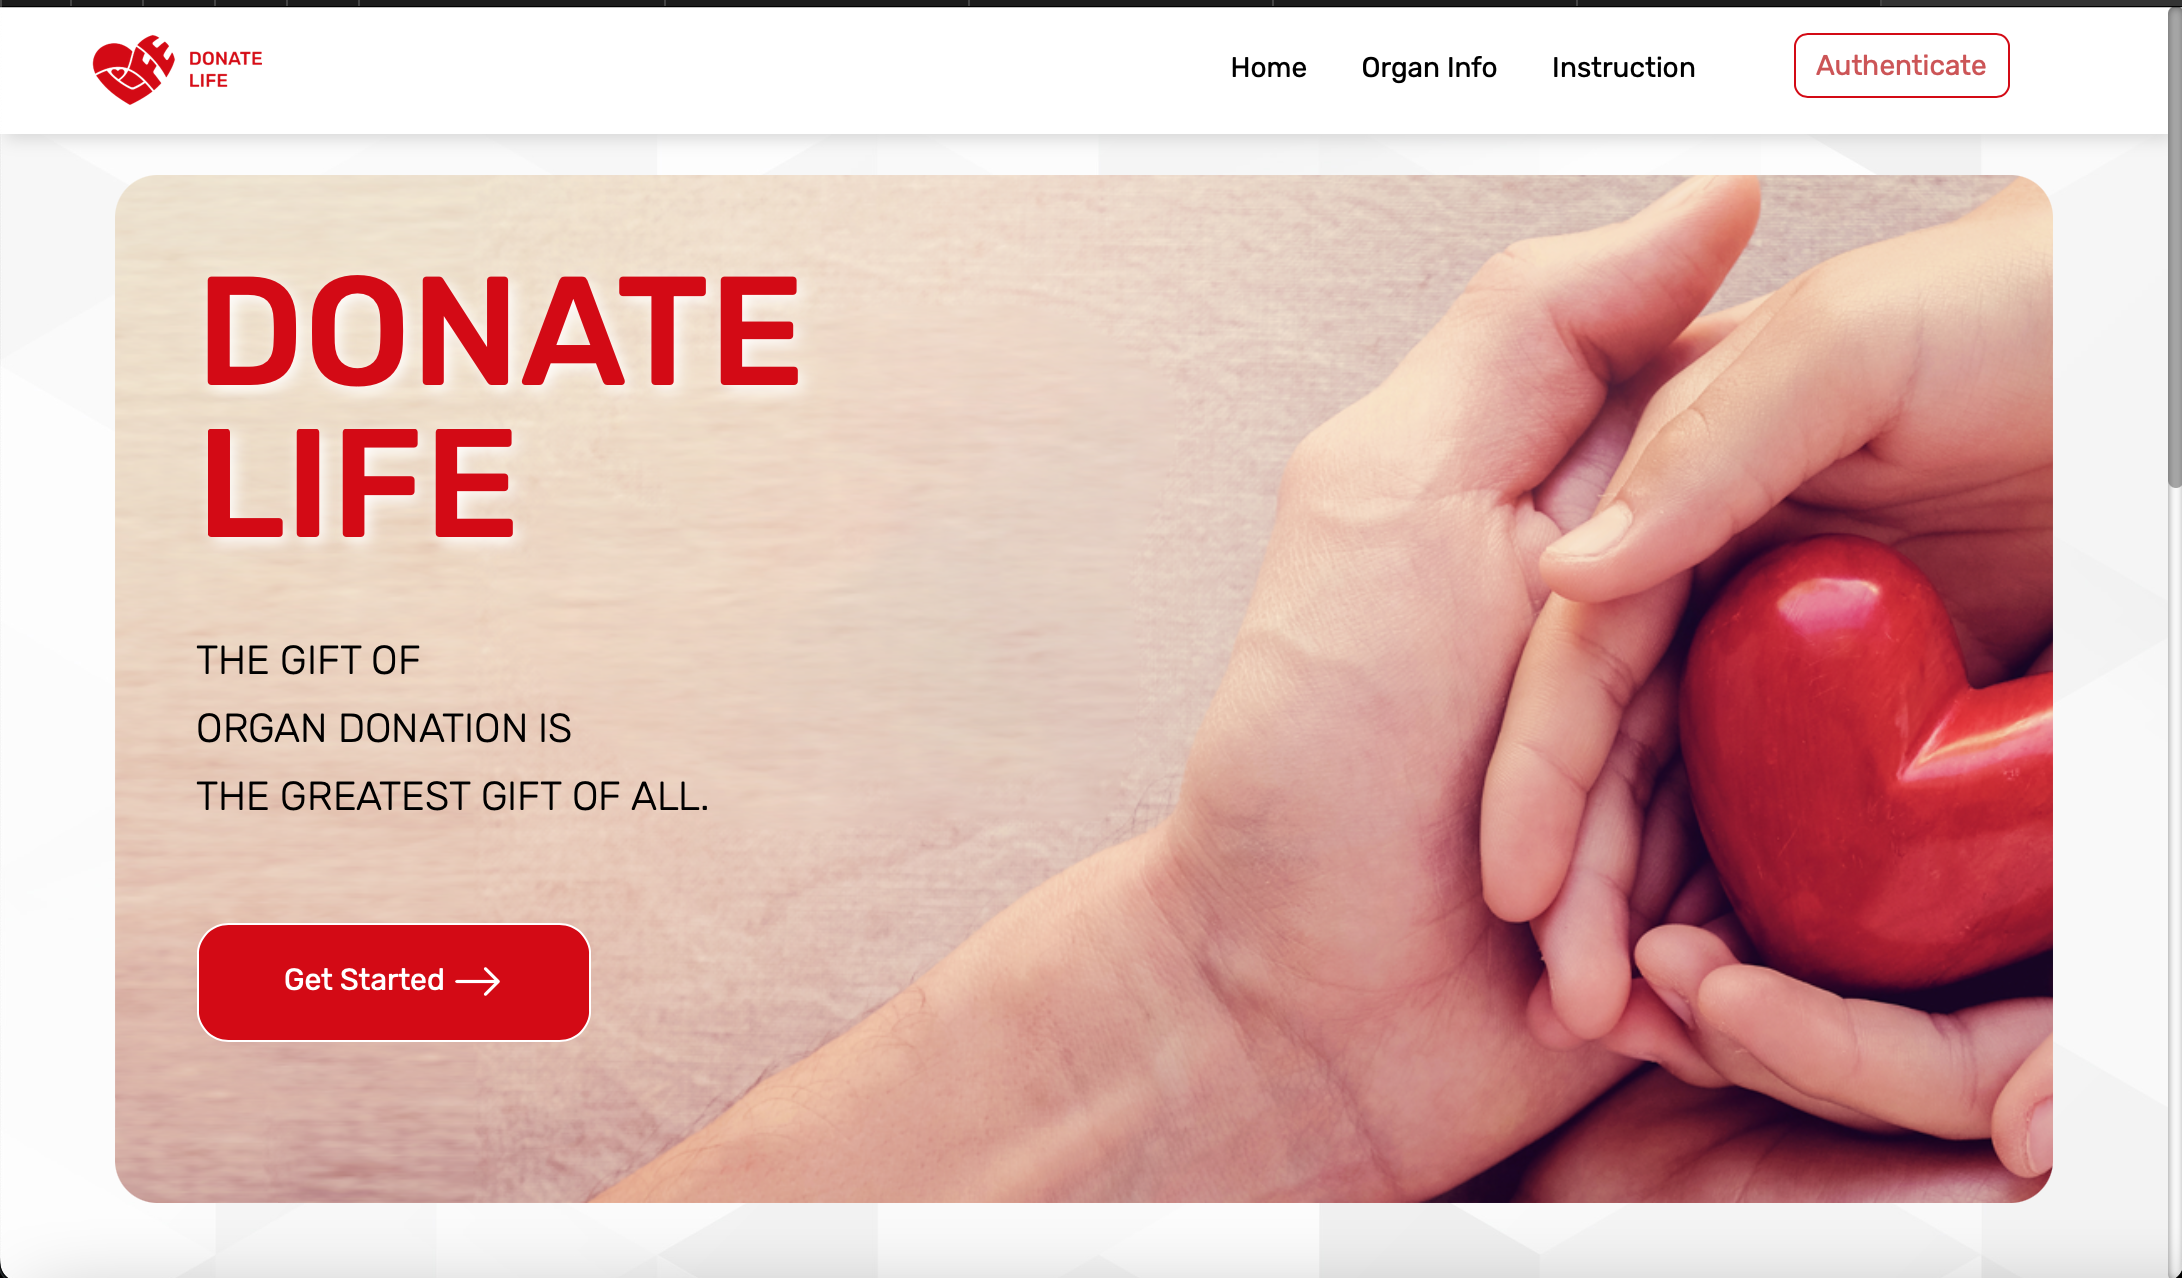 DONATE
LIFE
Home
Organ Info
Instruction
Authenticate
DONATE
LIFE
THE GIFT OF
ORGAN DONATION IS
THE GREATEST GIFT OF ALL.
Get Started